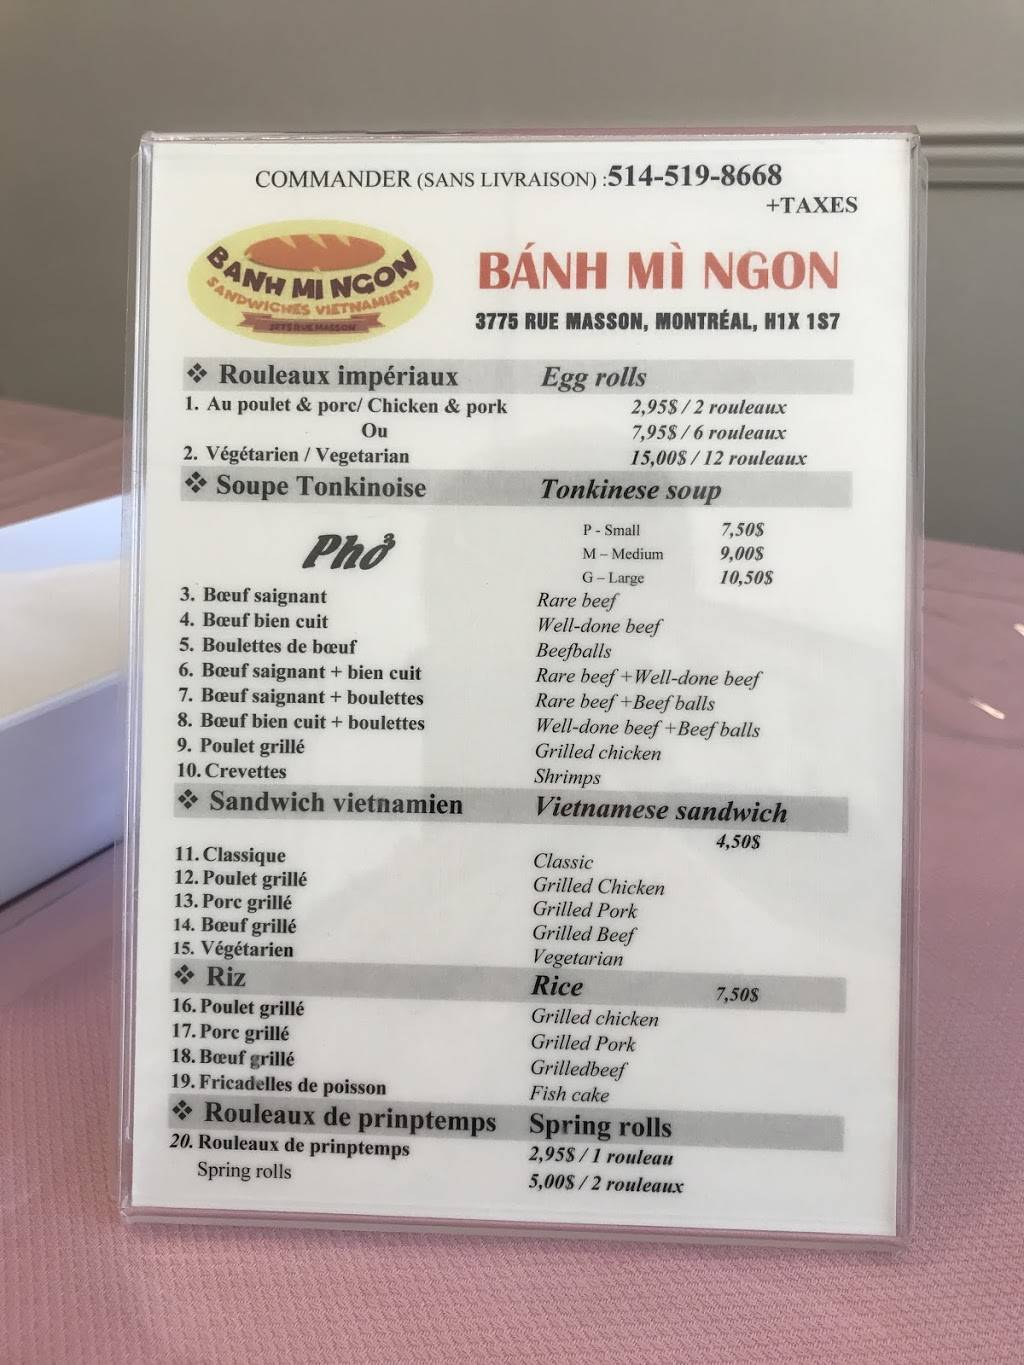 COMMANDER (SANS LIVRAISON) :514-519-8668
+TAXES
BÁNH MÌ NGON
SANDWICHES VIETNAMIENS
3775 RUE MASSON
BÁNH MÌ NGON
3775 RUE MASSON, MONTRÉAL, H1X 1S7
❖ Rouleaux impériaux Egg rolls
1. Au poulet & porc/ Chicken & pork 2,95$ / 2 rouleaux
Ou 7,95$ / 6 rouleaux
2. Végétarien / Vegetarian 15,00$ / 12 rouleaux
❖ Soupe Tonkinoise Tonkinese soup
Phở
P - Small 7,50$
M – Medium 9,00$
G – Large 10,50$
3. Bœuf saignant Rare beef
4. Bœuf bien cuit Well-done beef
5. Boulettes de bœuf Beefballs
6. Bœuf saignant + bien cuit Rare beef +Well-done beef
7. Bœuf saignant + boulettes Rare beef +Beef balls
8. Bœuf bien cuit + boulettes Well-done beef +Beef balls
9. Poulet grillé Grilled chicken
10. Crevettes Shrimps
❖ Sandwich vietnamien Vietnamese sandwich
4,50$
11. Classique Classic
12. Poulet grillé Grilled Chicken
13. Porc grillé Grilled Pork
14. Bœuf grillé Grilled Beef
15. Végétarien Vegetarian
❖ Riz Rice 7,50$
16. Poulet grillé Grilled chicken
17. Porc grillé Grilled Pork
18. Bœuf grillé Grilledbeef
19. Fricadelles de poisson Fish cake
❖ Rouleaux de prinptemps Spring rolls
20. Rouleaux de prinptemps 2,95$ / 1 rouleau
Spring rolls 5,00$ / 2 rouleaux